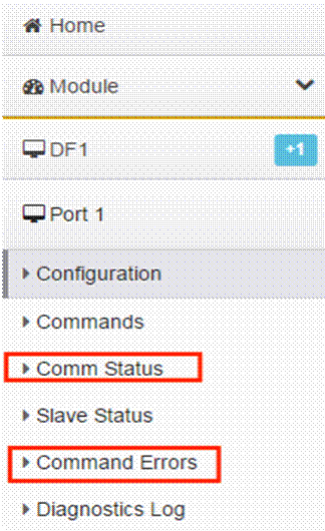 Home
Module
DF1 +1
Port 1
Configuration
Commands
Comm Status
Slave Status
Command Errors
Diagnostics Log